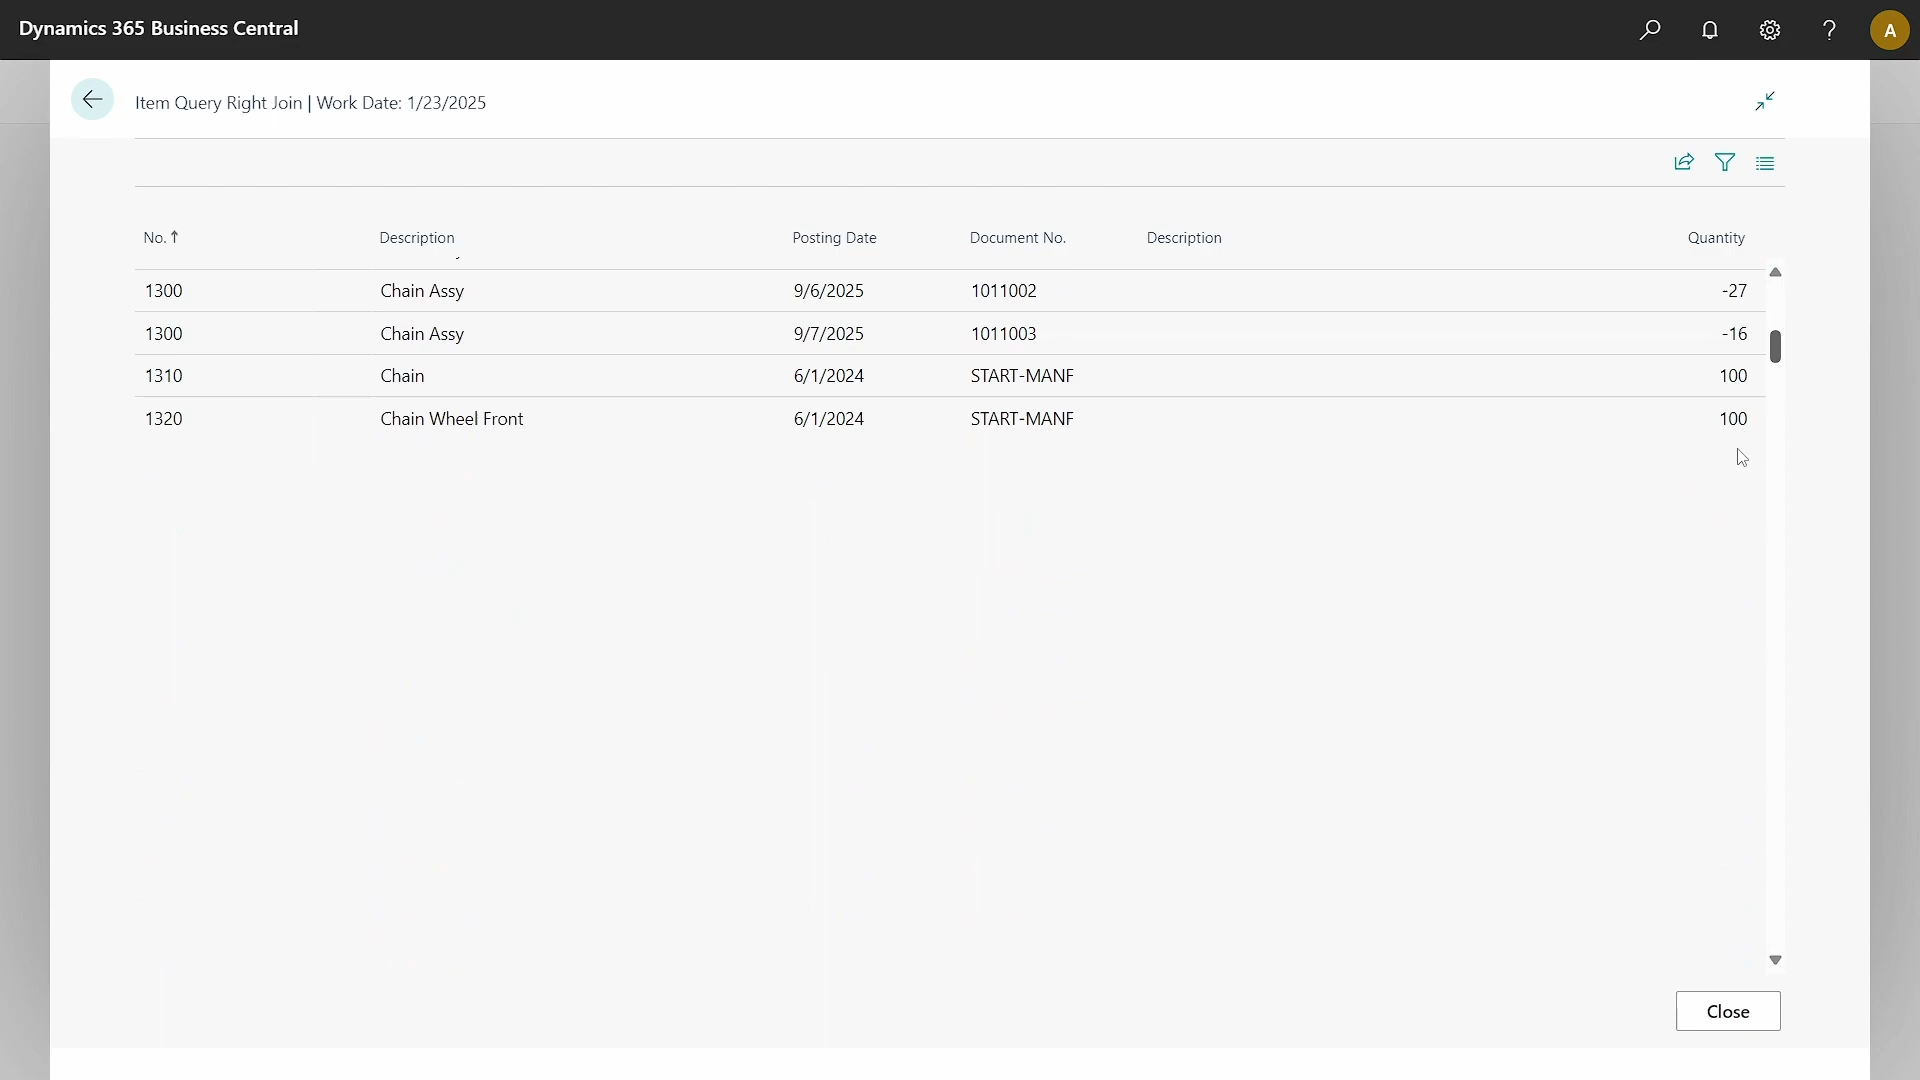 Dynamics 365 Business Central
A
Item Query Right Join | Work Date: 1/23/2025
No.↑ Description Posting Date Document No. Description Quantity
1300 Chain Assy 9/6/2025 1011002 -27
1300 Chain Assy 9/7/2025 1011003 -16
1310 Chain 6/1/2024 START-MANF 100
1320 Chain Wheel Front 6/1/2024 START-MANF 100
Close